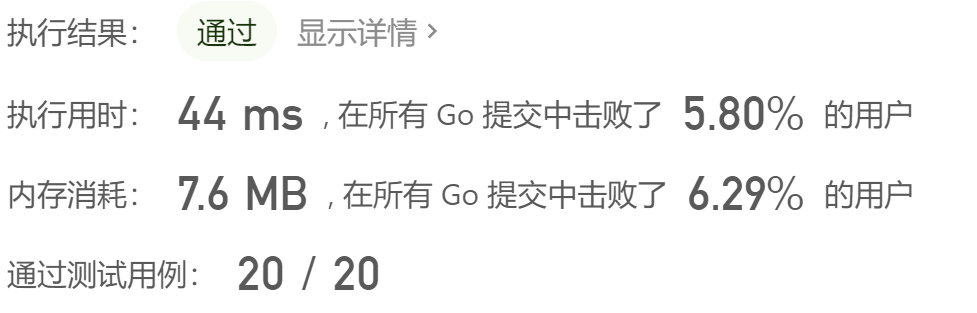 执行结果： 通过 显示详情 >
执行用时： 44 ms , 在所有 Go 提交中击败了 5.80% 的用户
内存消耗： 7.6 MB , 在所有 Go 提交中击败了 6.29% 的用户
通过测试用例： 20 / 20